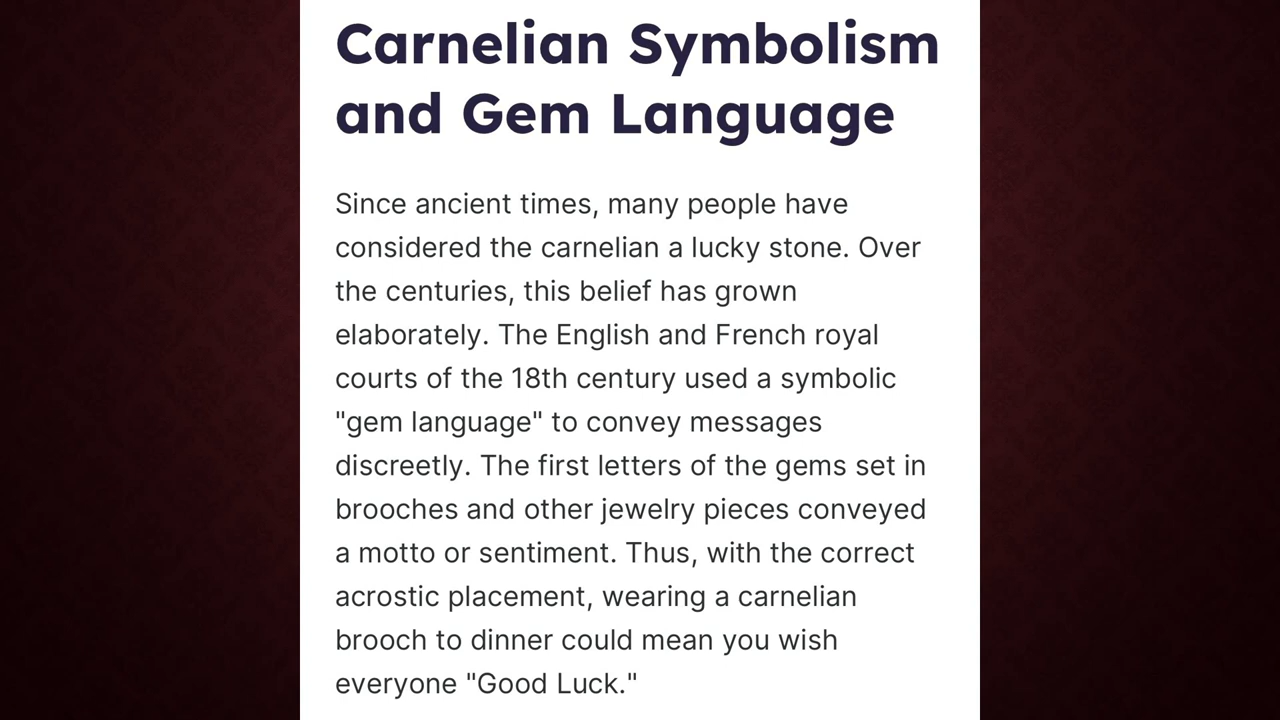 Carnelian Symbolism
and Gem Language
Since ancient times, many people have
considered the carnelian a lucky stone. Over
the centuries, this belief has grown
elaborately. The English and French royal
courts of the 18th century used a symbolic
"gem language" to convey messages
discreetly. The first letters of the gems set in
brooches and other jewelry pieces conveyed
a motto or sentiment. Thus, with the correct
acrostic placement, wearing a carnelian
brooch to dinner could mean you wish
everyone "Good Luck."